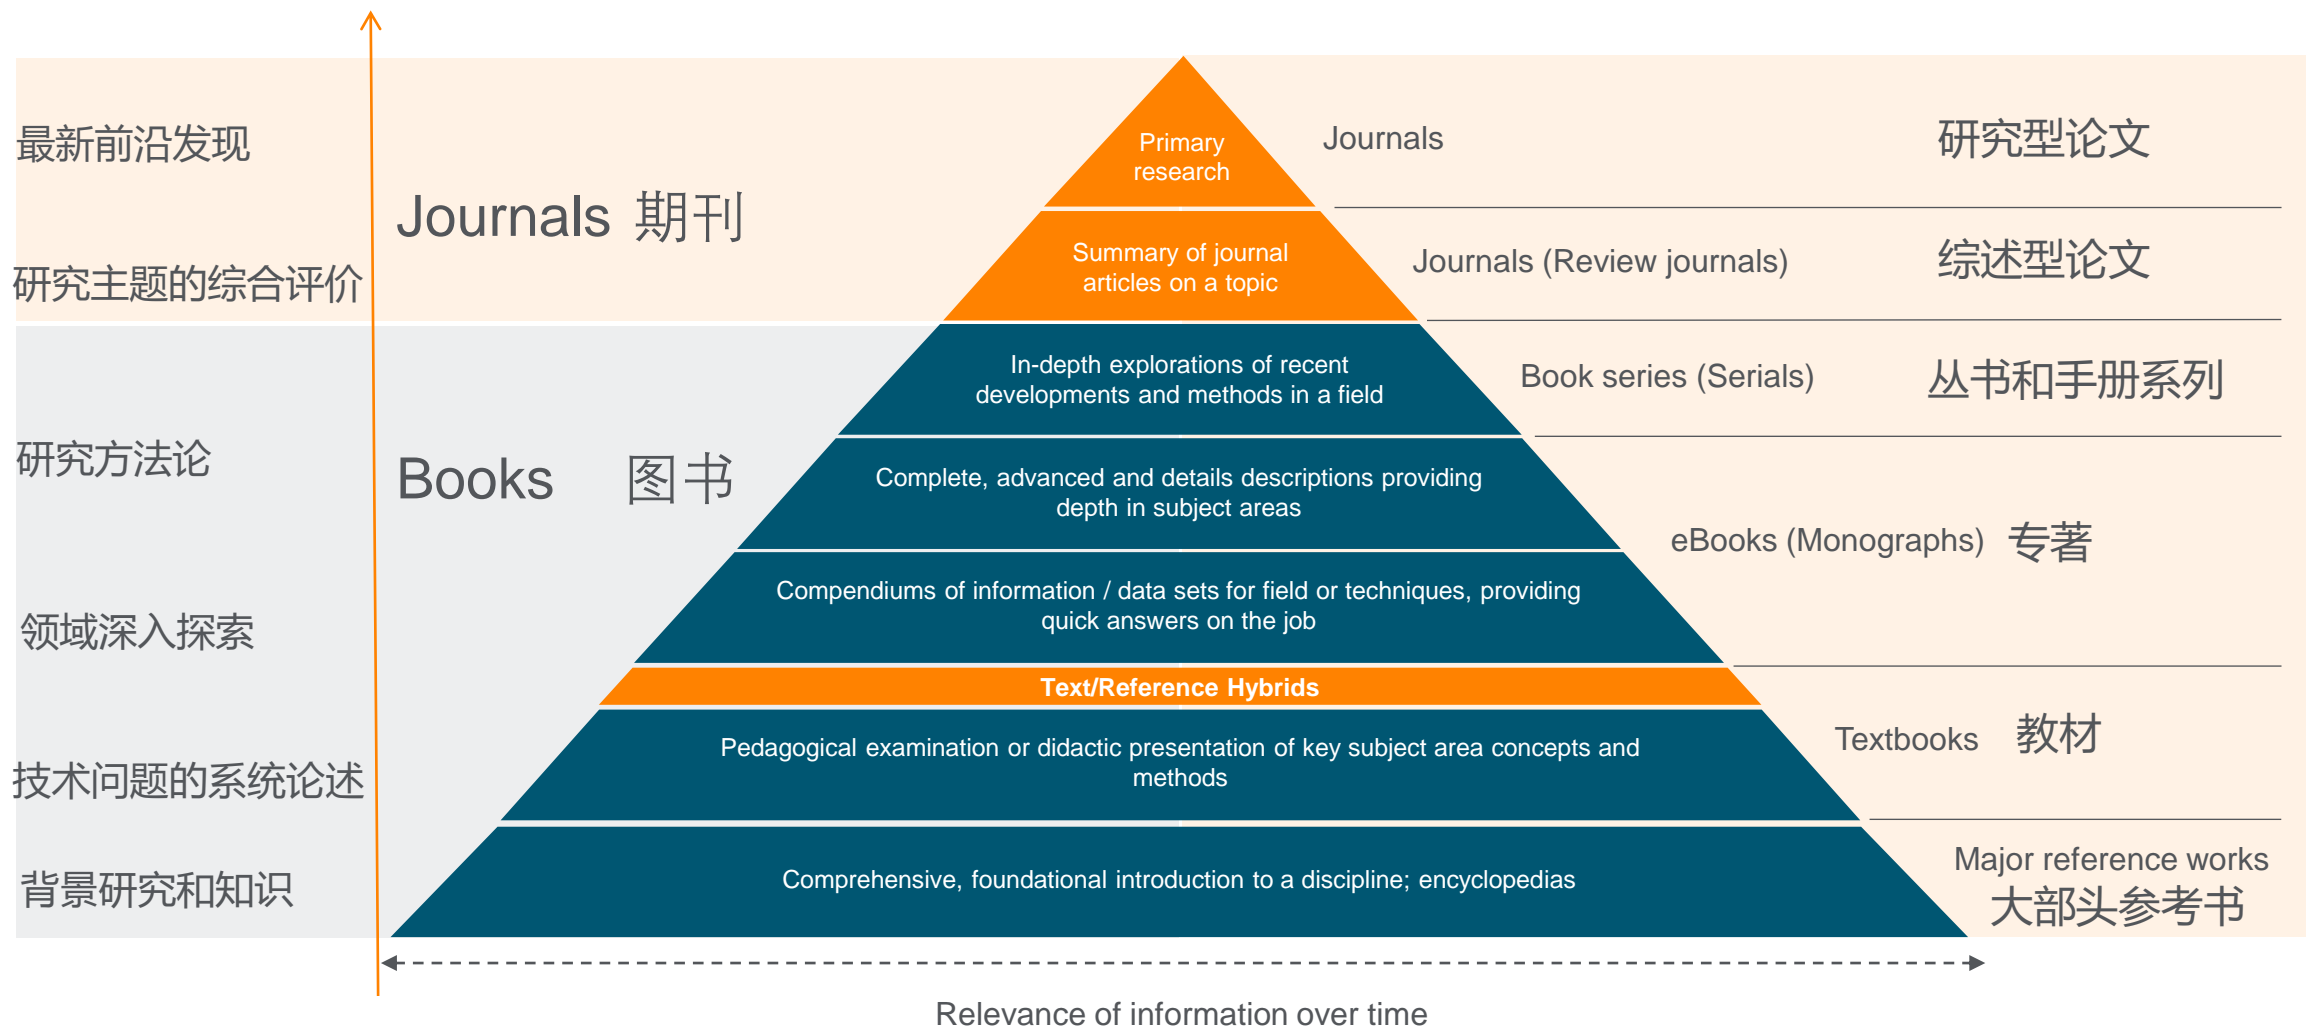 最新前沿发现
研究主题的综合评价
研究方法论
领域深入探索
技术问题的系统论述
背景研究和知识
Journals 期刊
Books 图书
Primary
research
Summary of journal
articles on a topic
In-depth explorations of recent
developments and methods in a field
Complete, advanced and details descriptions providing
depth in subject areas
Compendiums of information / data sets for field or techniques, providing
quick answers on the job
Text/Reference Hybrids
Pedagogical examination or didactic presentation of key subject area concepts and
methods
Comprehensive, foundational introduction to a discipline; encyclopedias
Journals 研究型论文
Journals (Review journals) 综述型论文
Book series (Serials) 丛书和手册系列
eBooks (Monographs) 专著
Textbooks 教材
Major reference works
大部头参考书
Relevance of information over time